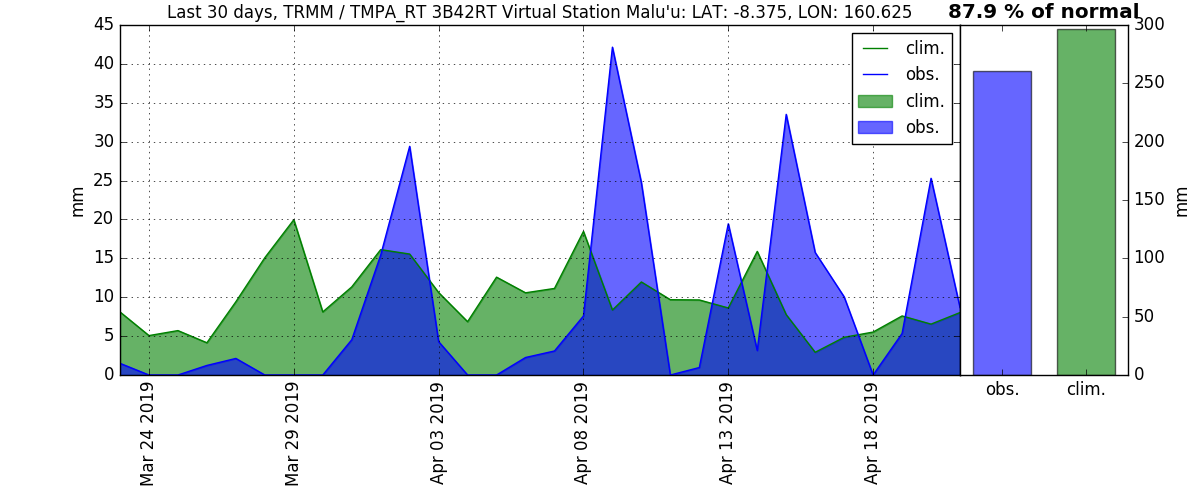 Last 30 days, TRMM / TMPA_RT 3B42RT Virtual Station Malu'u: LAT: -8.375, LON: 160.625
87.9 % of normal
45
40
35
30
25
20
15
10
5
0
mm
clim.
obs.
clim.
obs.
300
250
200
150
100
50
0
mm
Mar 24 2019
Mar 29 2019
Apr 03 2019
Apr 08 2019
Apr 13 2019
Apr 18 2019
obs.
clim.